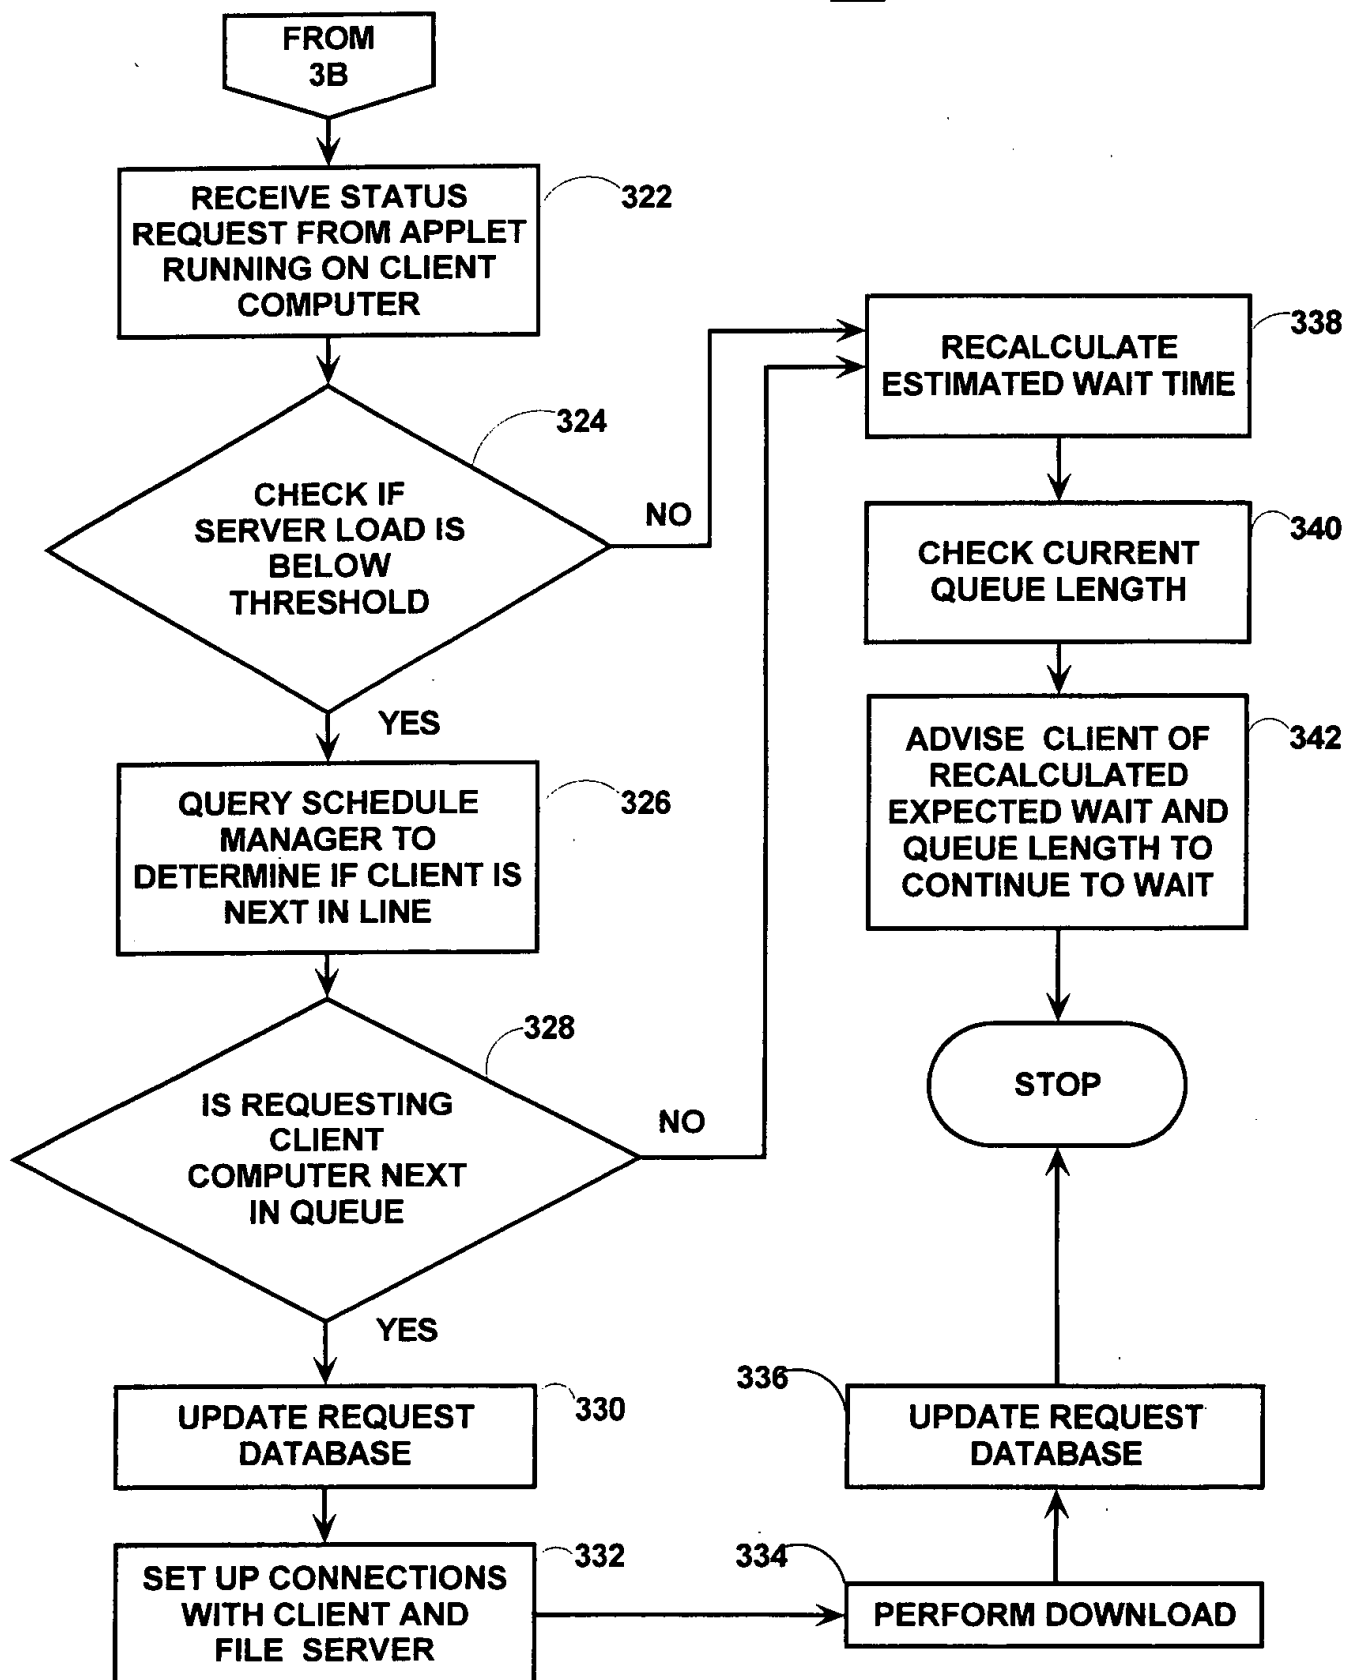 FROM
3B
RECEIVE STATUS
REQUEST FROM APPLET
RUNNING ON CLIENT
COMPUTER
322
324
CHECK IF
SERVER LOAD IS
BELOW
THRESHOLD
NO
YES
QUERY SCHEDULE
MANAGER TO
DETERMINE IF CLIENT IS
NEXT IN LINE
326
328
IS REQUESTING
CLIENT
COMPUTER NEXT
IN QUEUE
NO
YES
UPDATE REQUEST
DATABASE
330
SET UP CONNECTIONS
WITH CLIENT AND
FILE SERVER
332
334
PERFORM DOWNLOAD
336
UPDATE REQUEST
DATABASE
RECALCULATE
ESTIMATED WAIT TIME
338
CHECK CURRENT
QUEUE LENGTH
340
ADVISE CLIENT OF
RECALCULATED
EXPECTED WAIT AND
QUEUE LENGTH TO
CONTINUE TO WAIT
342
STOP